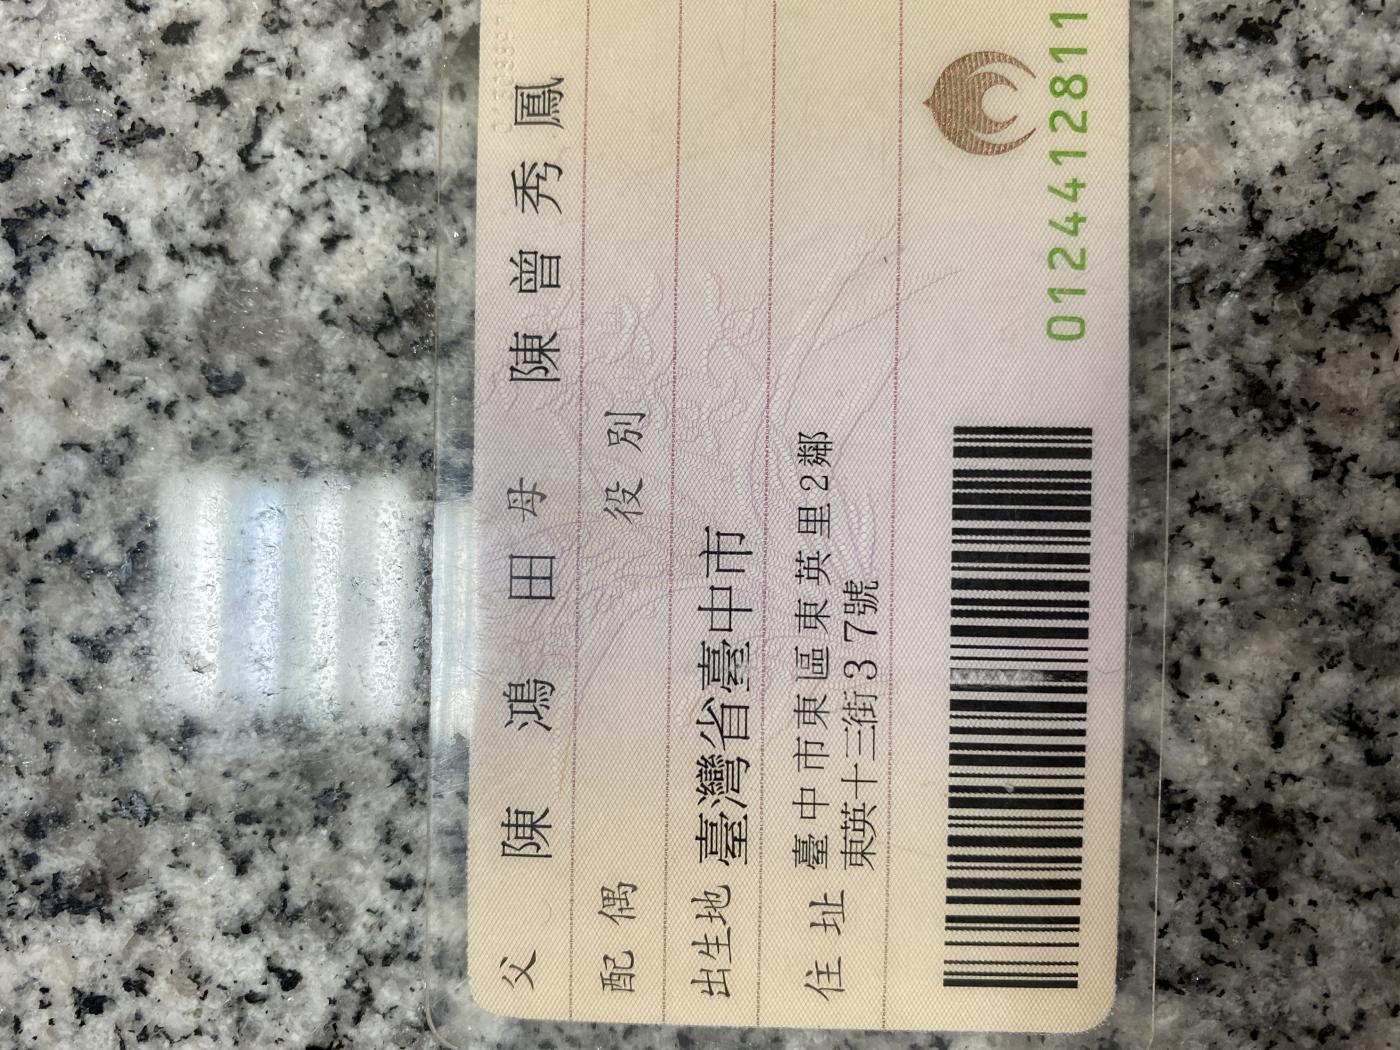 父 陳鴻田 母 陳曾秀鳳
配偶 役別
出生地 臺灣省臺中市
住址 臺中市東區東英里2鄰
東英十三街37號
0124412811